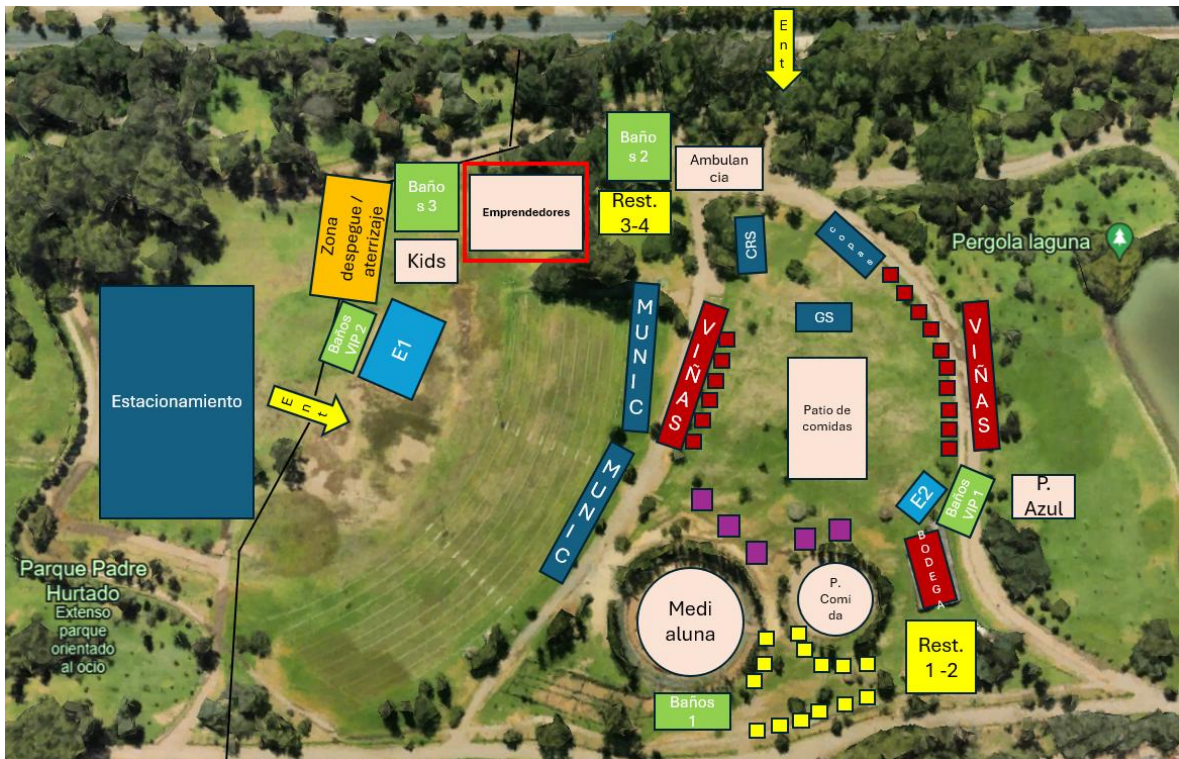 Ent
Baño
s 2
Ambulan
cia
Baño
s 3
Emprendedores
Rest.
3-4
Zona
despegue /
aterrizaje
Kids
CRS
copas
Pergola laguna
Baños
VIP 2
E1
MUNIC
VIÑAS
GS
VIÑAS
Estacionamiento
Ent
Patio de
comidas
MUNIC
E2
Baños
VIP 1
P.
Azul
BODEGA
Parque Padre
Hurtado
Extenso
parque
orientado
al ocio
Medi
aluna
P.
Comi
da
Rest.
1 -2
Baños
1